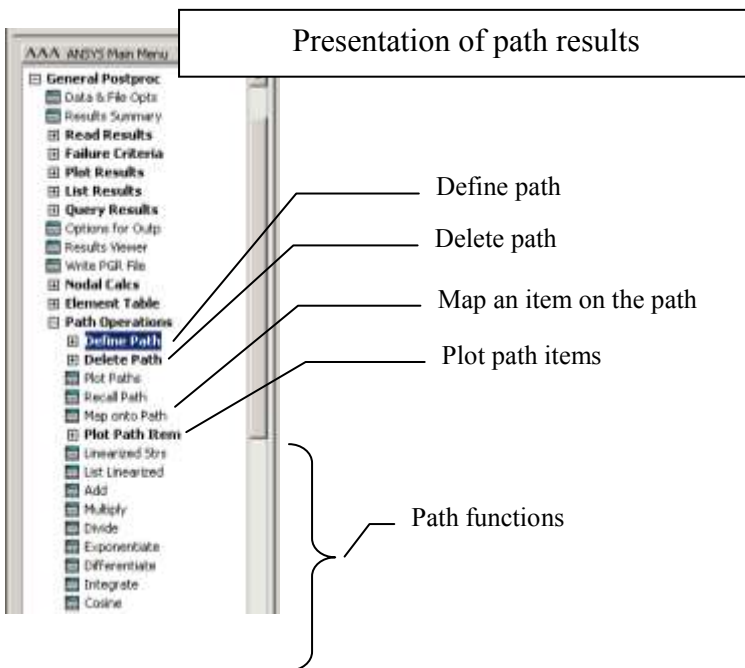 Presentation of path results
ANSYS Main Menu
General Postproc
Data & File Opts
Results Summary
Read Results
Failure Criteria
Plot Results
List Results
Query Results
Options for Outp
Results Viewer
Write PGR File
Nodal Calcs
Element Table
Path Operations
Define Path
Delete Path
Plot Paths
Recall Path
Map onto Path
Plot Path Item
Linearized Strs
List Linearized
Add
Multiply
Divide
Exponentiate
Differentiate
Integrate
Cosine
Define path
Delete path
Map an item on the path
Plot path items
Path functions